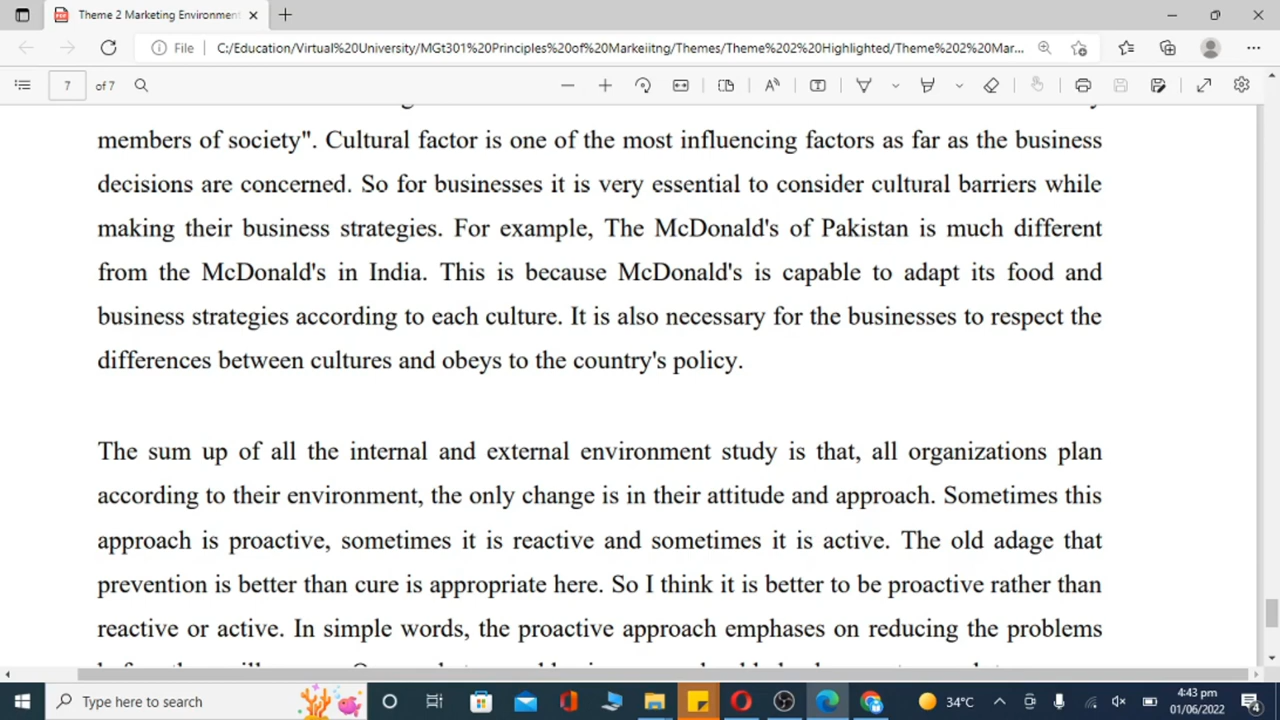 Theme 2 Marketing Environment
File
C:/Education/Virtual%20University/MGt301%20Principles%20of%20Markeiitng/Themes/Theme%202%20Highlighted/Theme%202%20Mar...
7 of 7
members of society". Cultural factor is one of the most influencing factors as far as the business
decisions are concerned. So for businesses it is very essential to consider cultural barriers while
making their business strategies. For example, The McDonald's of Pakistan is much different
from the McDonald's in India. This is because McDonald's is capable to adapt its food and
business strategies according to each culture. It is also necessary for the businesses to respect the
differences between cultures and obeys to the country's policy.
The sum up of all the internal and external environment study is that, all organizations plan
according to their environment, the only change is in their attitude and approach. Sometimes this
approach is proactive, sometimes it is reactive and sometimes it is active. The old adage that
prevention is better than cure is appropriate here. So I think it is better to be proactive rather than
reactive or active. In simple words, the proactive approach emphases on reducing the problems
Type here to search
34°C
4:43 pm
01/06/2022
4